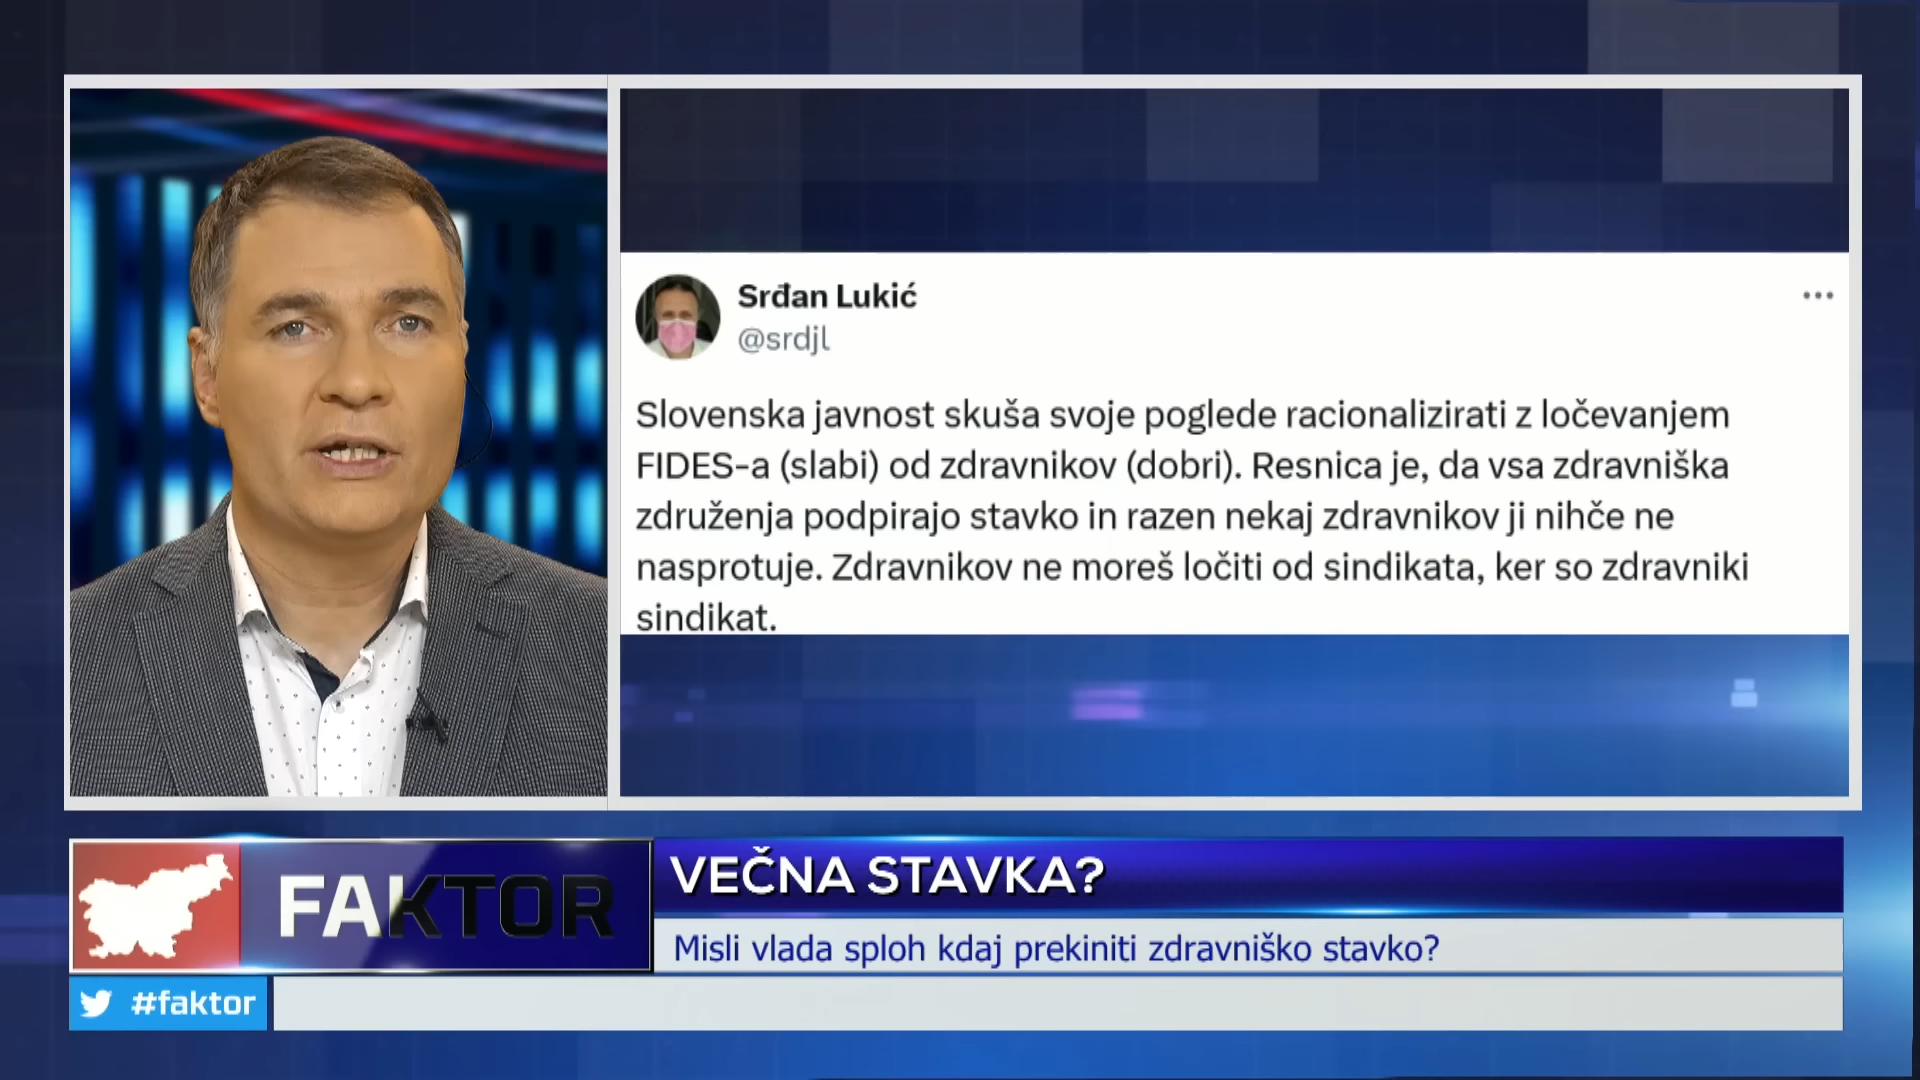 Srđan Lukić
@srdjl
Slovenska javnost skuša svoje poglede racionalizirati z ločevanjem
FIDES-a (slabi) od zdravnikov (dobri). Resnica je, da vsa zdravniška
združenja podpirajo stavko in razen nekaj zdravnikov ji nihče ne
nasprotuje. Zdravnikov ne moreš ločiti od sindikata, ker so zdravniki
sindikat.
FAKTOR
VEČNA STAVKA?
Misli vlada sploh kdaj prekiniti zdravniško stavko?
#faktor